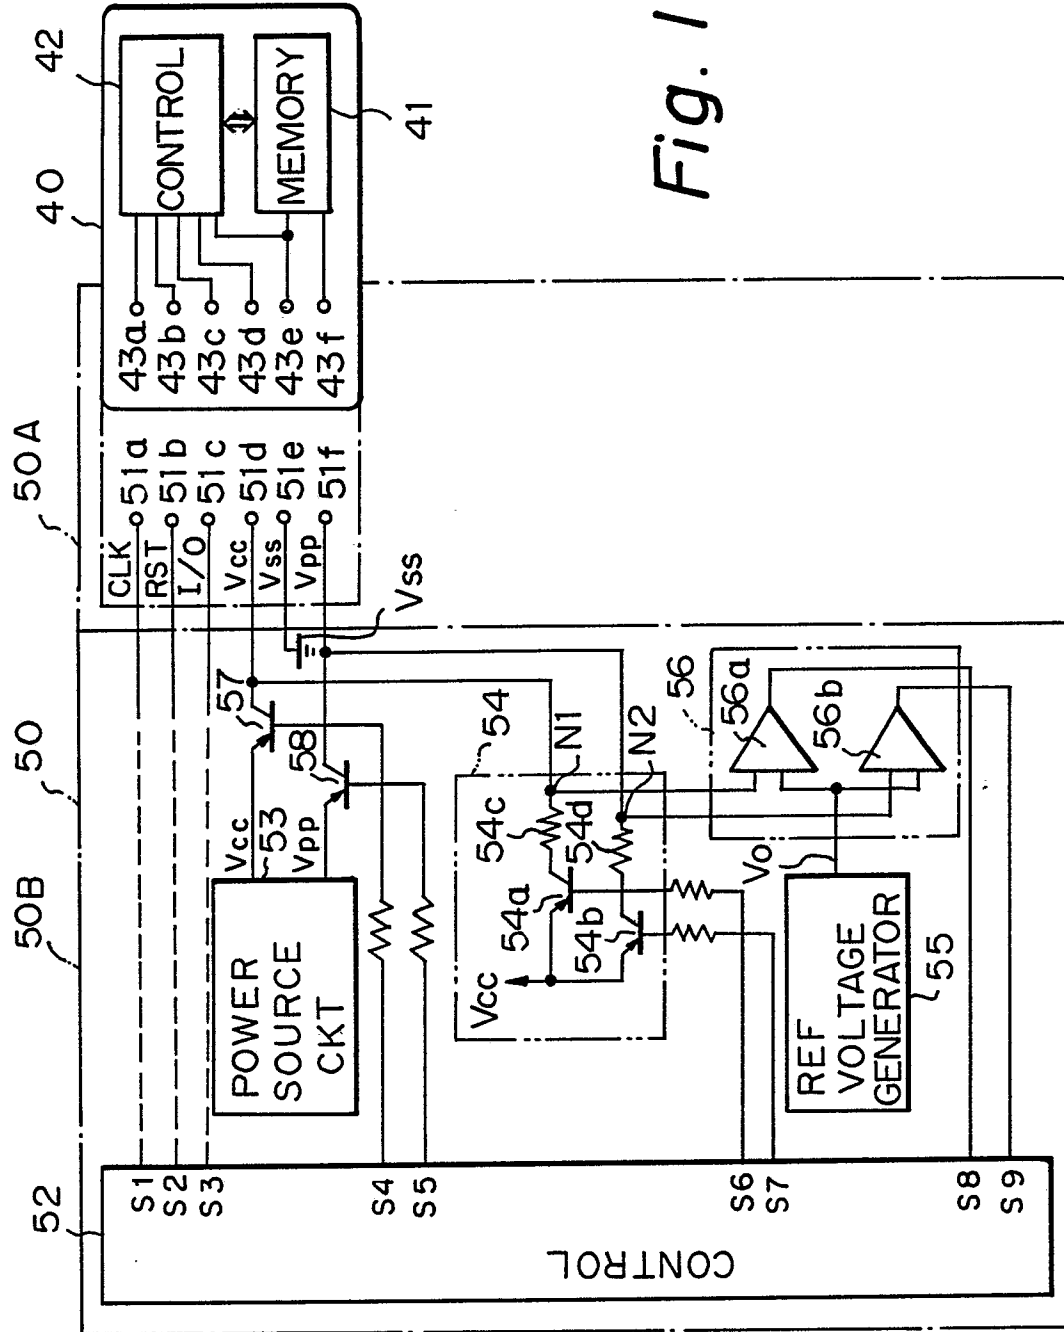 50B
50
50A
40
42
52
S1
S2
S3
S4
S5
S6
S7
S8
S9
CONTROL
POWER
SOURCE
CKT
Vcc
53
Vpp
57
58
CLK
RST
I/O
Vcc
Vss
Vpp
Vss
51a
51b
51c
51d
51e
51f
43a
43b
43c
43d
43e
43f
CONTROL
MEMORY
41
54
Vcc
54a
54b
54c
54d
N1
N2
REF
VOLTAGE
GENERATOR
55
Vo
56
56a
56b
Fig. 1